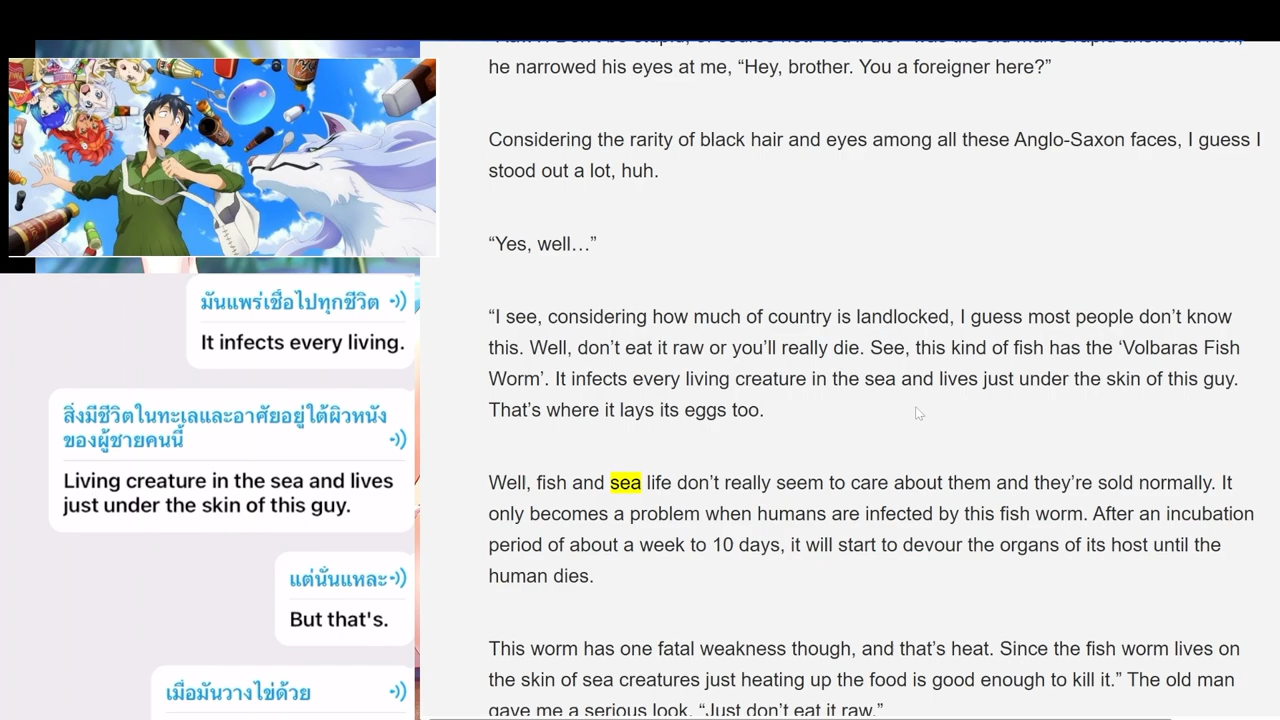 he narrowed his eyes at me, “Hey, brother. You a foreigner here?”
Considering the rarity of black hair and eyes among all these Anglo-Saxon faces, I guess I
stood out a lot, huh.
“Yes, well…”
“I see, considering how much of country is landlocked, I guess most people don’t know
this. Well, don’t eat it raw or you’ll really die. See, this kind of fish has the ‘Volbaras Fish
Worm’. It infects every living creature in the sea and lives just under the skin of this guy.
That’s where it lays its eggs too.
Well, fish and sea life don’t really seem to care about them and they’re sold normally. It
only becomes a problem when humans are infected by this fish worm. After an incubation
period of about a week to 10 days, it will start to devour the organs of its host until the
human dies.
This worm has one fatal weakness though, and that’s heat. Since the fish worm lives on
the skin of sea creatures just heating up the food is good enough to kill it.” The old man
gave me a serious look. “Just don’t eat it raw.”
มันแพร่เชื้อไปทุกชีวิต
It infects every living.
สิ่งมีชีวิตในทะเลและอาศัยอยู่ใต้ผิวหนัง
ของผู้ชายคนนี้
Living creature in the sea and lives
just under the skin of this guy.
แต่นั่นแหละ
But that's.
เมื่อมันวางไข่ด้วย